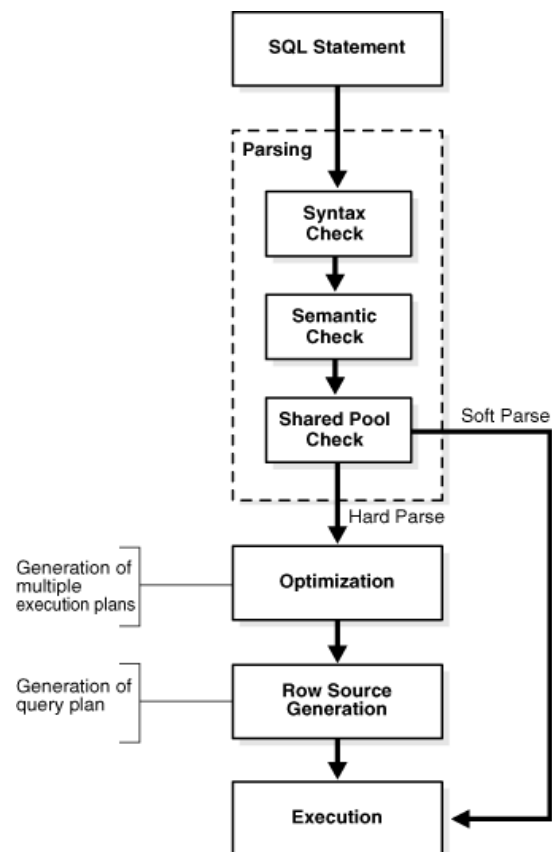 SQL Statement
Parsing
Syntax
Check
Semantic
Check
Shared Pool
Check
Soft Parse
Hard Parse
Generation of
multiple
execution plans
Optimization
Generation of
query plan
Row Source
Generation
Execution